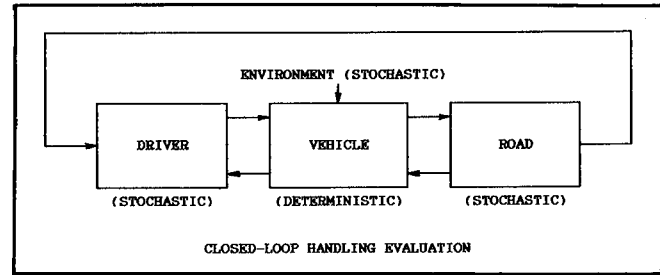 ENVIRONMENT (STOCHASTIC)
DRIVER
VEHICLE
ROAD
(STOCHASTIC)
(DETERMINISTIC)
(STOCHASTIC)
CLOSED-LOOP HANDLING EVALUATION